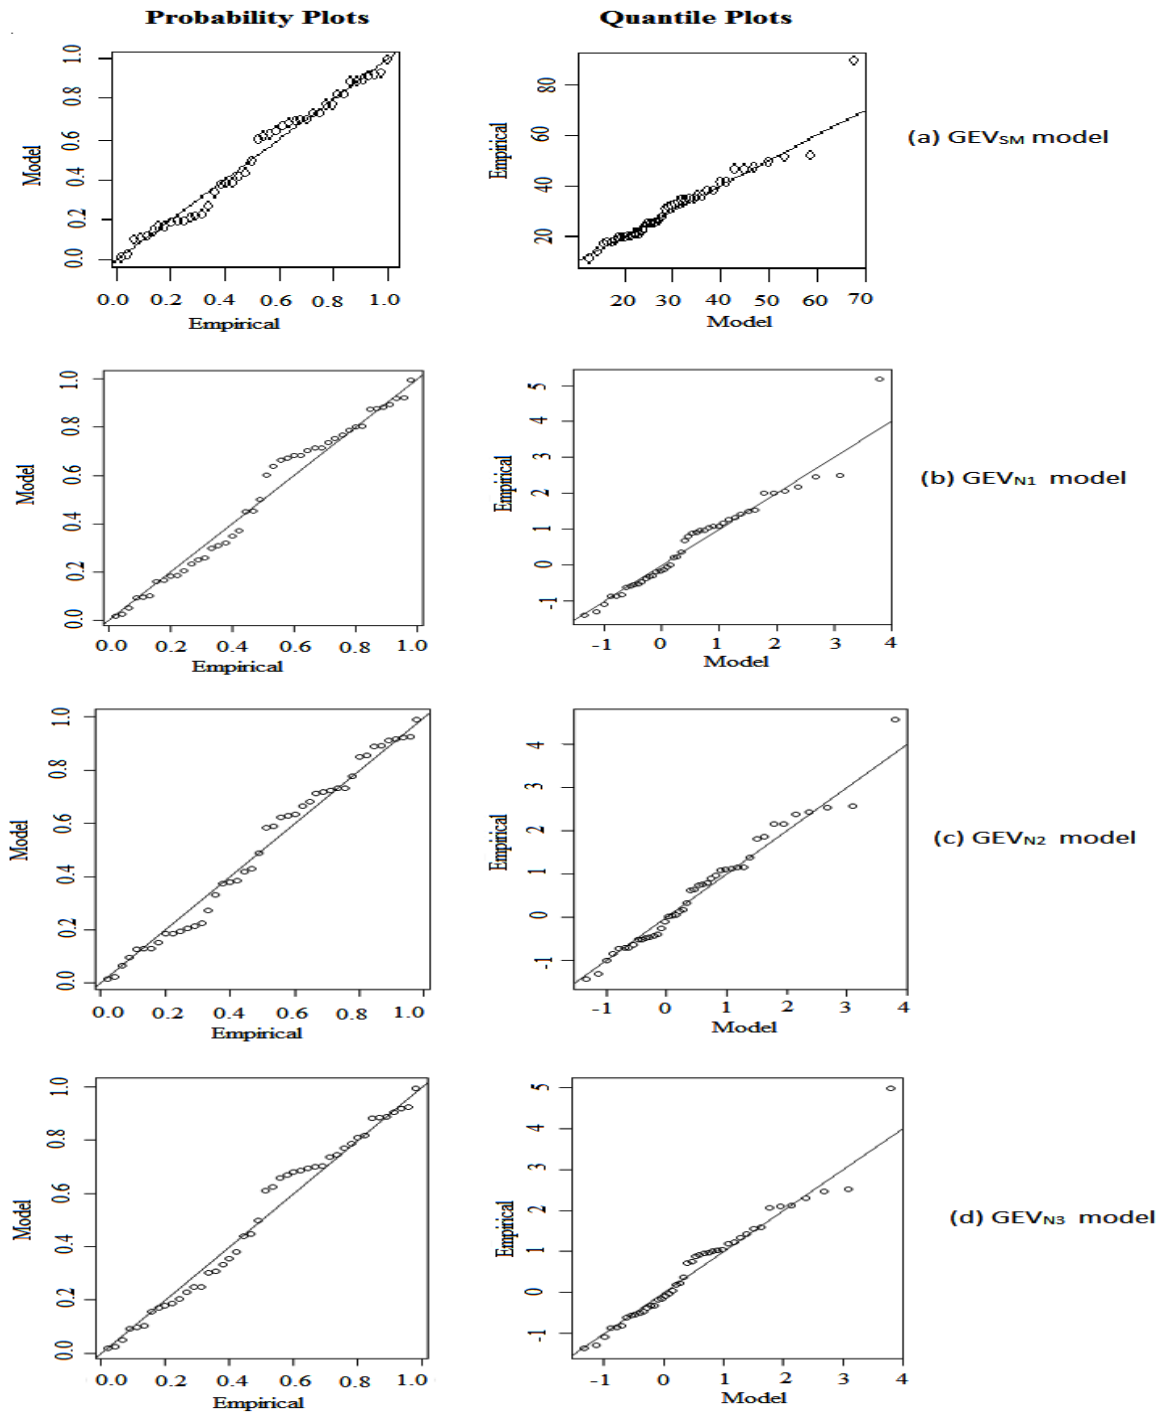 Probability Plots Quantile Plots
Model
1.0
0.8
0.6
0.4
0.2
0.0
0.0 0.2 0.4 0.6 0.8 1.0
Empirical
Empirical
80
60
40
20
20 30 40 50 60 70
Model
(a) GEVSM model
Model
1.0
0.8
0.6
0.4
0.2
0.0
0.0 0.2 0.4 0.6 0.8 1.0
Empirical
Empirical
5
4
3
2
1
0
-1
-1 0 1 2 3 4
Model
(b) GEVN1 model
Model
1.0
0.8
0.6
0.4
0.2
0.0
0.0 0.2 0.4 0.6 0.8 1.0
Empirical
Empirical
4
3
2
1
0
-1
-1 0 1 2 3 4
Model
(c) GEVN2 model
Model
1.0
0.8
0.6
0.4
0.2
0.0
0.0 0.2 0.4 0.6 0.8 1.0
Empirical
Empirical
5
4
3
2
1
0
-1
-1 0 1 2 3 4
Model
(d) GEVN3 model